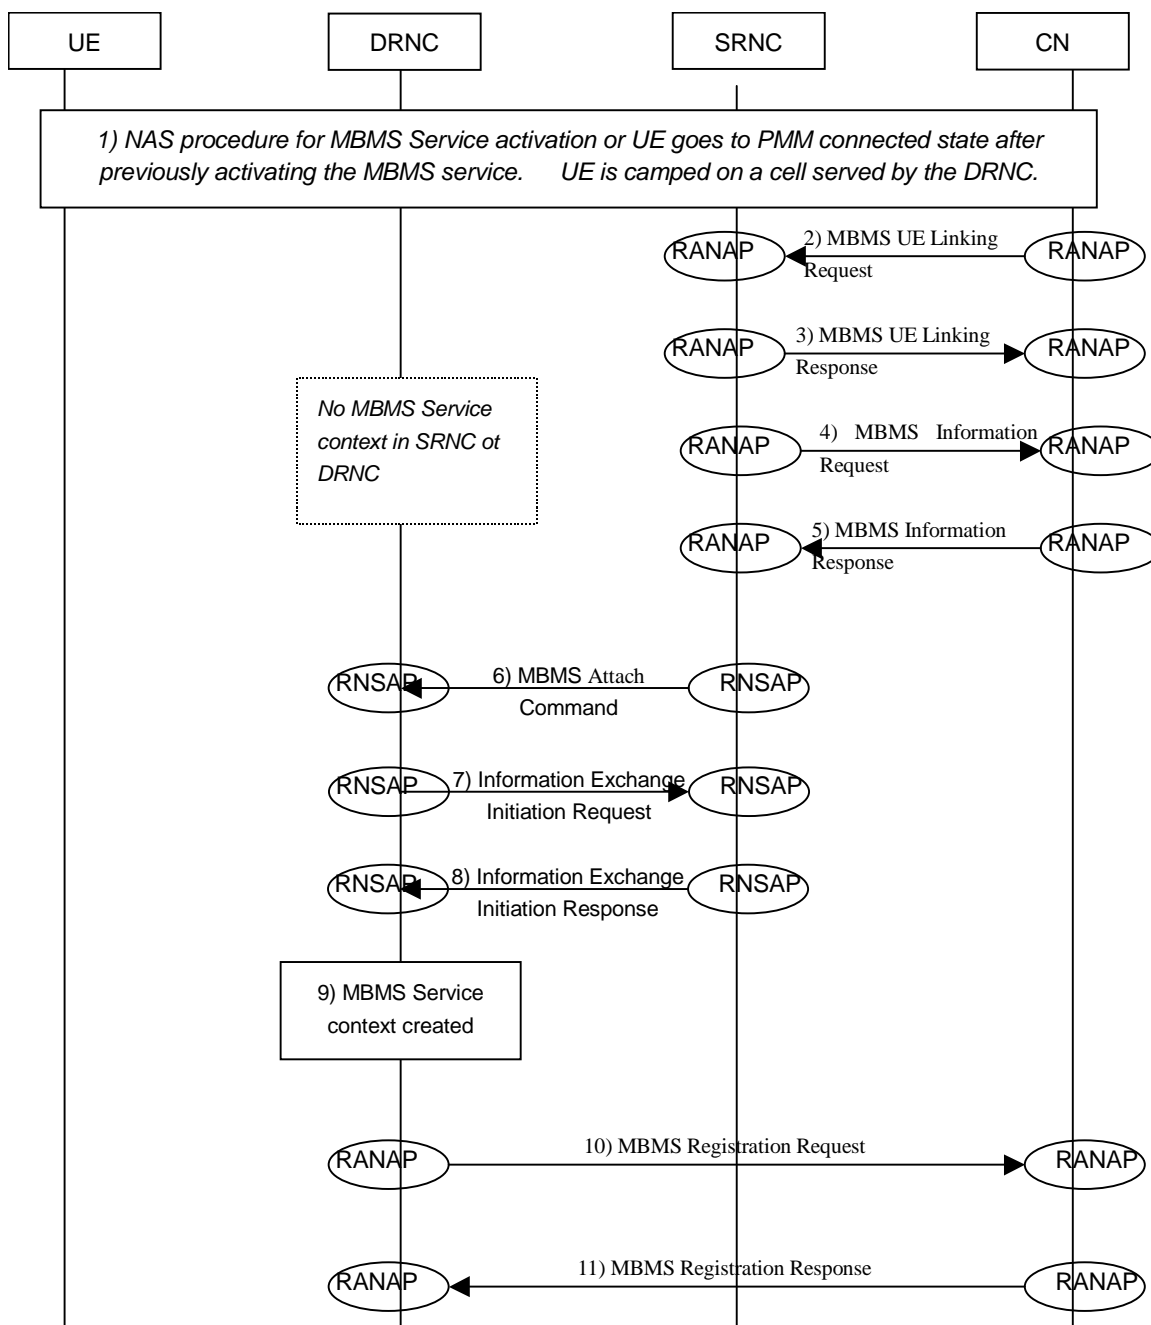 UE
DRNC
SRNC
CN
1) NAS procedure for MBMS Service activation or UE goes to PMM connected state after
previously activating the MBMS service. UE is camped on a cell served by the DRNC.
RANAP
2) MBMS UE Linking
Request
RANAP
RANAP
3) MBMS UE Linking
Response
RANAP
No MBMS Service
context in SRNC ot
DRNC
RANAP
4) MBMS Information
Request
RANAP
RANAP
5) MBMS Information
Response
RANAP
RNSAP
6) MBMS Attach
Command
RNSAP
RNSAP
7) Information Exchange
Initiation Request
RNSAP
RNSAP
8) Information Exchange
Initiation Response
RNSAP
9) MBMS Service
context created
RANAP
10) MBMS Registration Request
RANAP
RANAP
11) MBMS Registration Response
RANAP